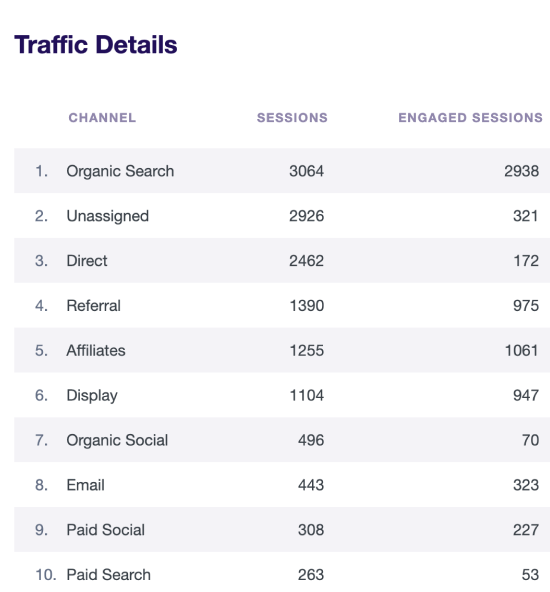 Traffic Details
CHANNEL SESSIONS ENGAGED SESSIONS
1. Organic Search 3064 2938
2. Unassigned 2926 321
3. Direct 2462 172
4. Referral 1390 975
5. Affiliates 1255 1061
6. Display 1104 947
7. Organic Social 496 70
8. Email 443 323
9. Paid Social 308 227
10. Paid Search 263 53